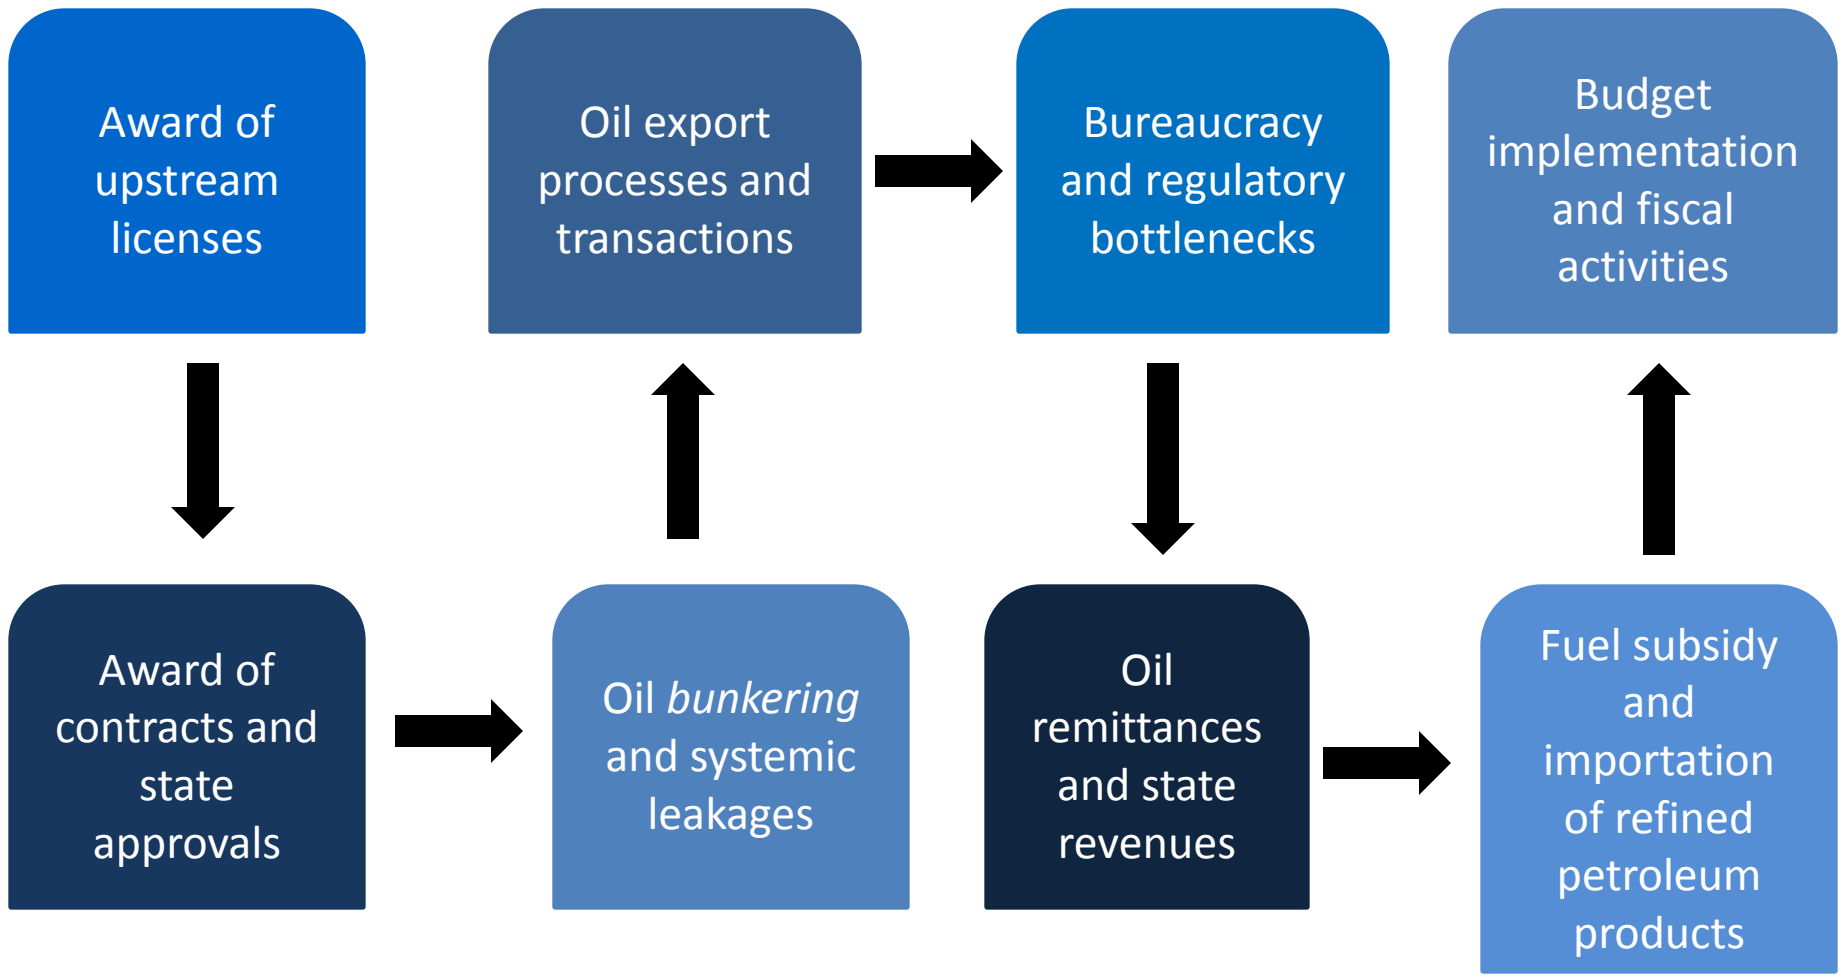 Award of
upstream
licenses
Award of
contracts and
state
approvals
Oil bunkering
and systemic
leakages
Oil export
processes and
transactions
Bureaucracy
and regulatory
bottlenecks
Oil
remittances
and state
revenues
Fuel subsidy
and
importation
of refined
petroleum
products
Budget
implementation
and fiscal
activities